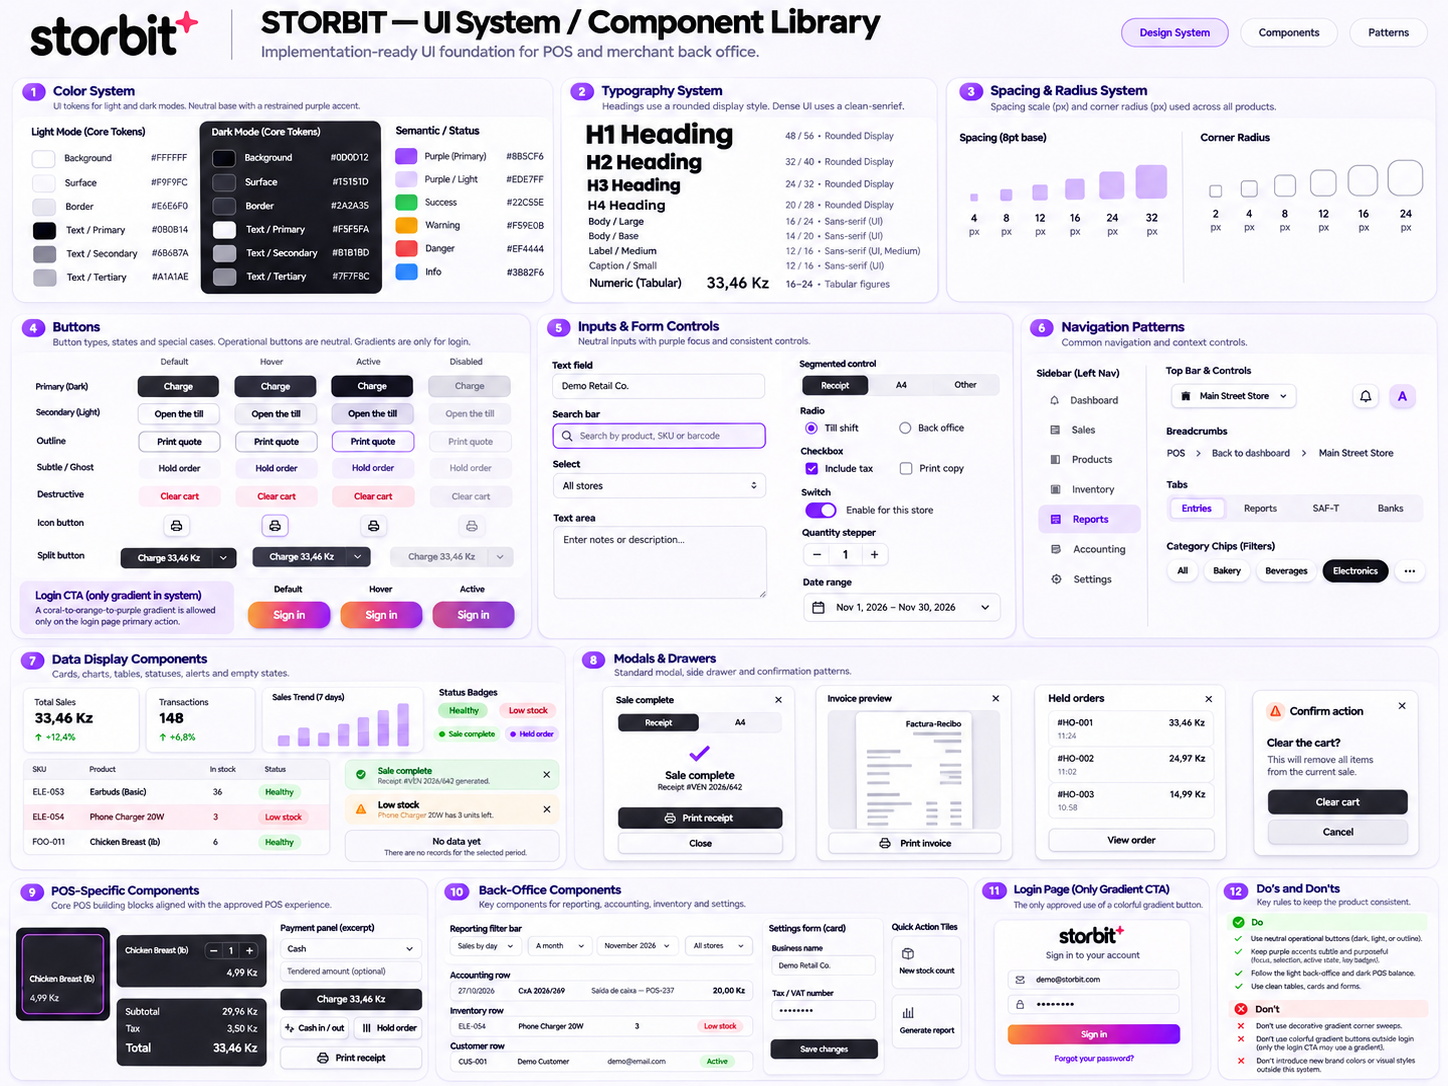 storbit
STORBIT — UI System / Component Library
Implementation-ready UI foundation for POS and merchant back office.
Design System
Components
Patterns
1 Color System
UI tokens for light and dark modes. Neutral base with a restrained purple accent.
Light Mode (Core Tokens)
Background #FFFFFF
Surface #F9F9FC
Border #E6E6F0
Text / Primary #0B0B14
Text / Secondary #6B6B7A
Text / Tertiary #A1A1AE
Dark Mode (Core Tokens)
Background #0D0D12
Surface #15151D
Border #2A2A35
Text / Primary #F5F5FA
Text / Secondary #B1B1BD
Text / Tertiary #7F7F8C
Semantic / Status
Purple (Primary) #8B5CF6
Purple / Light #EDE7FF
Success #22C55E
Warning #F59E0B
Danger #EF4444
Info #3B82F6
2 Typography System
Headings use a rounded display style. Dense UI uses a clean-senrief.
H1 Heading 48 / 56 • Rounded Display
H2 Heading 32 / 40 • Rounded Display
H3 Heading 24 / 32 • Rounded Display
H4 Heading 20 / 28 • Rounded Display
Body / Large 16 / 24 • Sans-serif (UI)
Body / Base 14 / 20 • Sans-serif (UI)
Label / Medium 12 / 16 • Sans-serif (UI, Medium)
Caption / Small 12 / 16 • Sans-serif (UI)
Numeric (Tabular) 33,46 Kz 16–24 • Tabular figures
3 Spacing & Radius System
Spacing scale (px) and corner radius (px) used across all products.
Spacing (8pt base)
4 8 12 16 24 32
px px px px px px
Corner Radius
2 4 8 12 16 24
px px px px px px
4 Buttons
Button types, states and special cases. Operational buttons are neutral. Gradients are only for login.
Default Hover Active Disabled
Primary (Dark) Charge Charge Charge Charge
Secondary (Light) Open the till Open the till Open the till Open the till
Outline Print quote Print quote Print quote Print quote
Subtle / Ghost Hold order Hold order Hold order Hold order
Destructive Clear cart Clear cart Clear cart Clear cart
Icon button
Split button Charge 33,46 Kz Charge 33,46 Kz Charge 33,46 Kz
Login CTA (only gradient in system)
A coral-to-orange-to-purple gradient is allowed
only on the login page primary action.
Default Hover Active
Sign in Sign in Sign in
5 Inputs & Form Controls
Neutral inputs with purple focus and consistent controls.
Text field
Demo Retail Co.
Search bar
Search by product, SKU or barcode
Select
All stores
Text area
Enter notes or description...
Segmented control
Receipt A4 Other
Radio
Till shift Back office
Checkbox
Include tax Print copy
Switch
Enable for this store
Quantity stepper
− 1 +
Date range
Nov 1, 2026 – Nov 30, 2026
6 Navigation Patterns
Common navigation and context controls.
Sidebar (Left Nav)
Dashboard
Sales
Products
Inventory
Reports
Accounting
Settings
Top Bar & Controls
Main Street Store
A
Breadcrumbs
POS > Back to dashboard > Main Street Store
Tabs
Entries Reports SAF-T Banks
Category Chips (Filters)
All Bakery Beverages Electronics ...
7 Data Display Components
Cards, charts, tables, statuses, alerts and empty states.
Total Sales
33,46 Kz
↑ +12,4%
Transactions
148
↑ +6,8%
Sales Trend (7 days)
Status Badges
Healthy Low stock
Sale complete Held order
SKU Product In stock Status
ELE-053 Earbuds (Basic) 36 Healthy
ELE-054 Phone Charger 20W 3 Low stock
FOO-011 Chicken Breast (lb) 6 Healthy
Sale complete
Receipt #VEN 2026/642 generated.
Low stock
Phone Charger 20W has 3 units left.
No data yet
There are no records for the selected period.
8 Modals & Drawers
Standard modal, side drawer and confirmation patterns.
Sale complete
Receipt A4
Sale complete
Receipt #VEN 2026/642
Print receipt
Close
Invoice preview
Factura-Recibo
Print invoice
Held orders
#HO-001 33,46 Kz
11:24
#HO-002 24,97 Kz
11:02
#HO-003 14,99 Kz
10:58
View order
Confirm action
Clear the cart?
This will remove all items
from the current sale.
Clear cart
Cancel
9 POS-Specific Components
Core POS building blocks aligned with the approved POS experience.
Chicken Breast (lb)
4,99 Kz
Chicken Breast (lb) − 1 +
4,99 Kz
Subtotal 29,96 Kz
Tax 3,50 Kz
Total 33,46 Kz
Payment panel (excerpt)
Cash
Tendered amount (optional)
Charge 33,46 Kz
Cash in / out Hold order
Print receipt
10 Back-Office Components
Key components for reporting, accounting, inventory and settings.
Reporting filter bar
Sales by day A month November 2026 All stores
Accounting row
27/10/2026 CxA 2026/269 Saída de caixa — POS-237 20,00 Kz
Inventory row
ELE-054 Phone Charger 20W 3 Low stock
Customer row
CUS-001 Demo Customer demo@email.com Active
Settings form (card)
Business name
Demo Retail Co.
Tax / VAT number
••••••••
Save changes
Quick Action Tiles
New stock count
Generate report
11 Login Page (Only Gradient CTA)
The only approved use of a colorful gradient button.
storbit
Sign in to your account
demo@storbit.com
••••••••
Sign in
Forgot your password?
12 Do's and Don'ts
Key rules to keep the product consistent.
Do
Use neutral operational buttons (dark, light, or outline).
Keep purple accents subtle and purposeful
(focus, selection, active state, key badges).
Follow the light back-office and dark POS balance.
Use clean tables, cards and forms.
Don't
Don't use decorative gradient corner sweeps.
Don't use colorful gradient buttons outside login
(only the login CTA may use a gradient).
Don't introduce new brand colors or visual styles
outside this system.